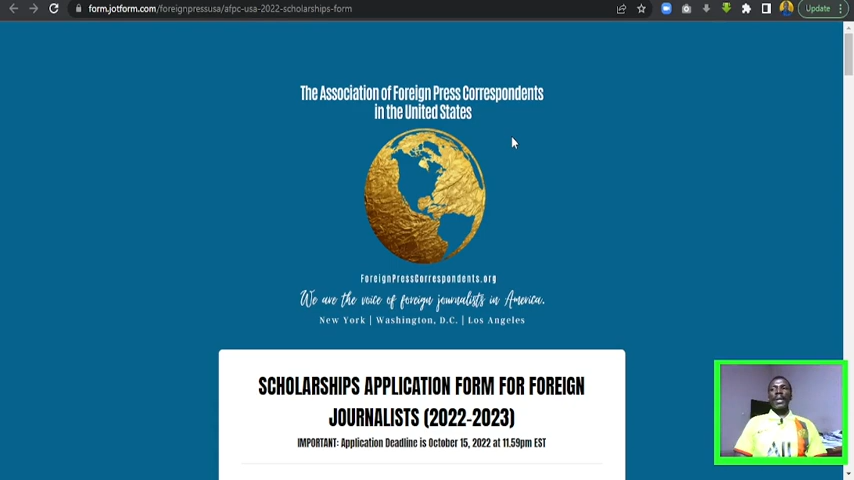 form.jotform.com/foreignpressusa/afpc-usa-2022-scholarships-form
Update
The Association of Foreign Press Correspondents
in the United States
ForeignPressCorrespondents.org
We are the voice of foreign journalists in America.
New York | Washington, D.C. | Los Angeles
SCHOLARSHIPS APPLICATION FORM FOR FOREIGN
JOURNALISTS (2022-2023)
IMPORTANT: Application Deadline is October 15, 2022 at 11.59pm EST